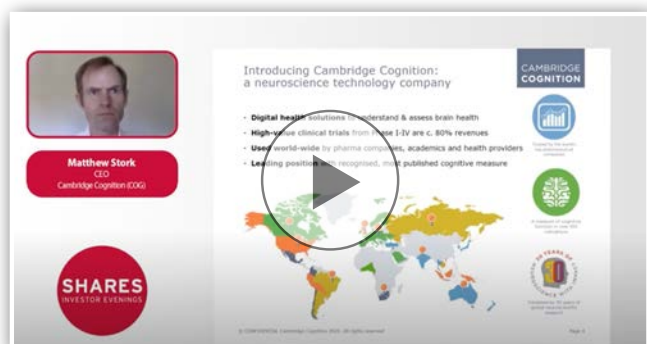 Matthew Stork
CEO
Cambridge Cognition (COG)
SHARES
INVESTOR EVENINGS
Introducing Cambridge Cognition:
a neuroscience technology company
CAMBRIDGE
COGNITION
• Digital health solutions to understand & assess brain health
• High-value clinical trials from Phase I-IV are c. 80% revenues
• Used world-wide by pharma companies, academics and health providers
• Leading position with recognised, most published cognitive measure